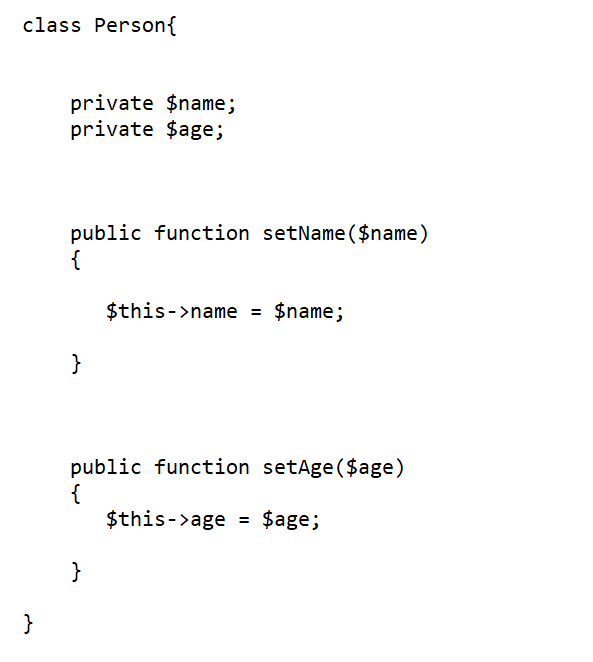 class Person{
private $name;
private $age;
public function setName($name)
{
$this->name = $name;
}
public function setAge($age)
{
$this->age = $age;
}
}